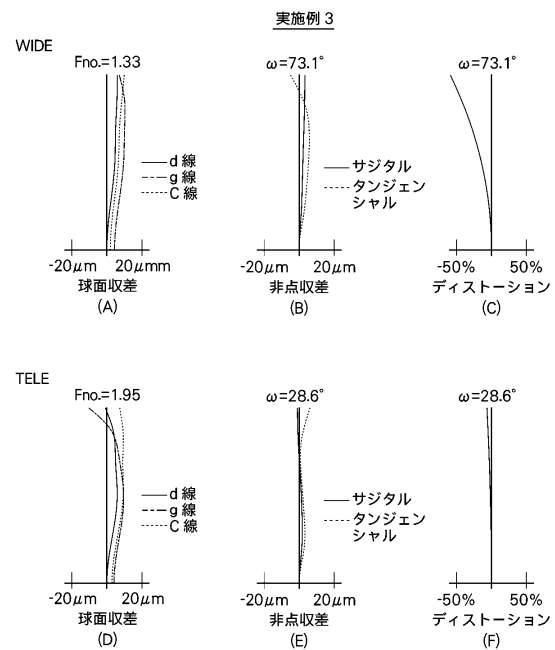 実施例 3
WIDE
Fno.=1.33
ω=73.1°
ω=73.1°
d 線
g 線
C 線
サジタル
タンジェン
シャル
-20μm 20μmm
球面収差
(A)
-20μm 20μm
非点収差
(B)
-50% 50%
ディストーション
(C)
TELE
Fno.=1.95
ω=28.6°
ω=28.6°
d 線
g 線
C 線
サジタル
タンジェン
シャル
-20μm 20μm
球面収差
(D)
-20μm 20μm
非点収差
(E)
-50% 50%
ディストーション
(F)